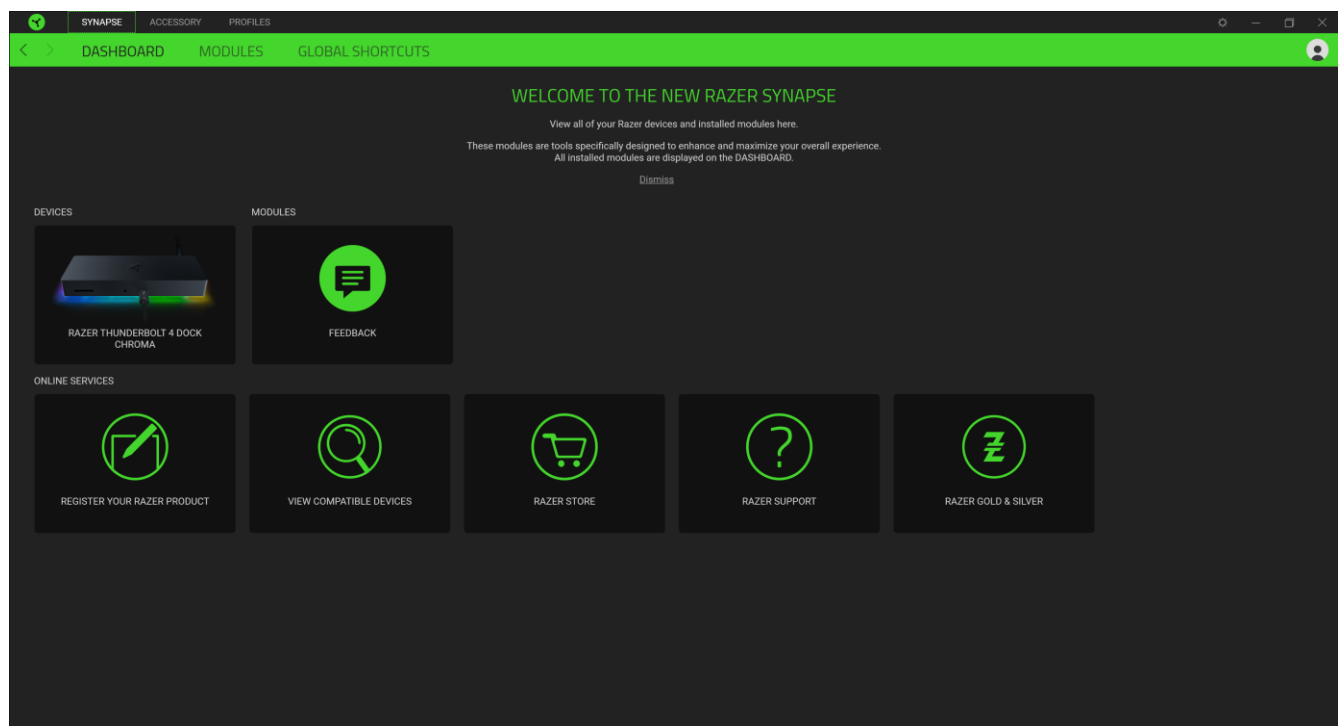 SYNAPSE ACCESSORY PROFILES
DASHBOARD MODULES GLOBAL SHORTCUTS
WELCOME TO THE NEW RAZER SYNAPSE
View all of your Razer devices and installed modules here.
These modules are tools specifically designed to enhance and maximize your overall experience.
All installed modules are displayed on the DASHBOARD.
Dismiss
DEVICES MODULES
RAZER THUNDERBOLT 4 DOCK
CHROMA
FEEDBACK
ONLINE SERVICES
REGISTER YOUR RAZER PRODUCT
VIEW COMPATIBLE DEVICES
RAZER STORE
RAZER SUPPORT
RAZER GOLD & SILVER